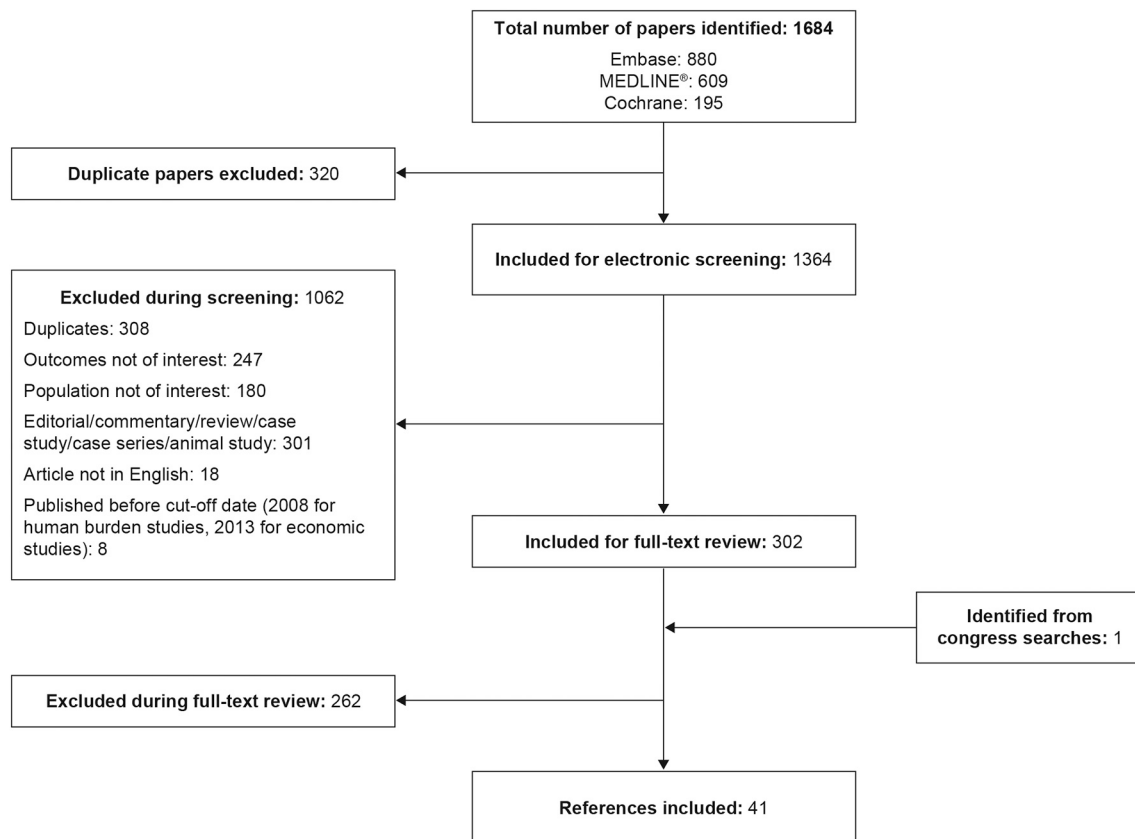 Total number of papers identified: 1684
Embase: 880
MEDLINE®: 609
Cochrane: 195
Duplicate papers excluded: 320
Included for electronic screening: 1364
Excluded during screening: 1062
Duplicates: 308
Outcomes not of interest: 247
Population not of interest: 180
Editorial/commentary/review/case
study/case series/animal study: 301
Article not in English: 18
Published before cut-off date (2008 for
human burden studies, 2013 for economic
studies): 8
Included for full-text review: 302
Identified from
congress searches: 1
Excluded during full-text review: 262
References included: 41